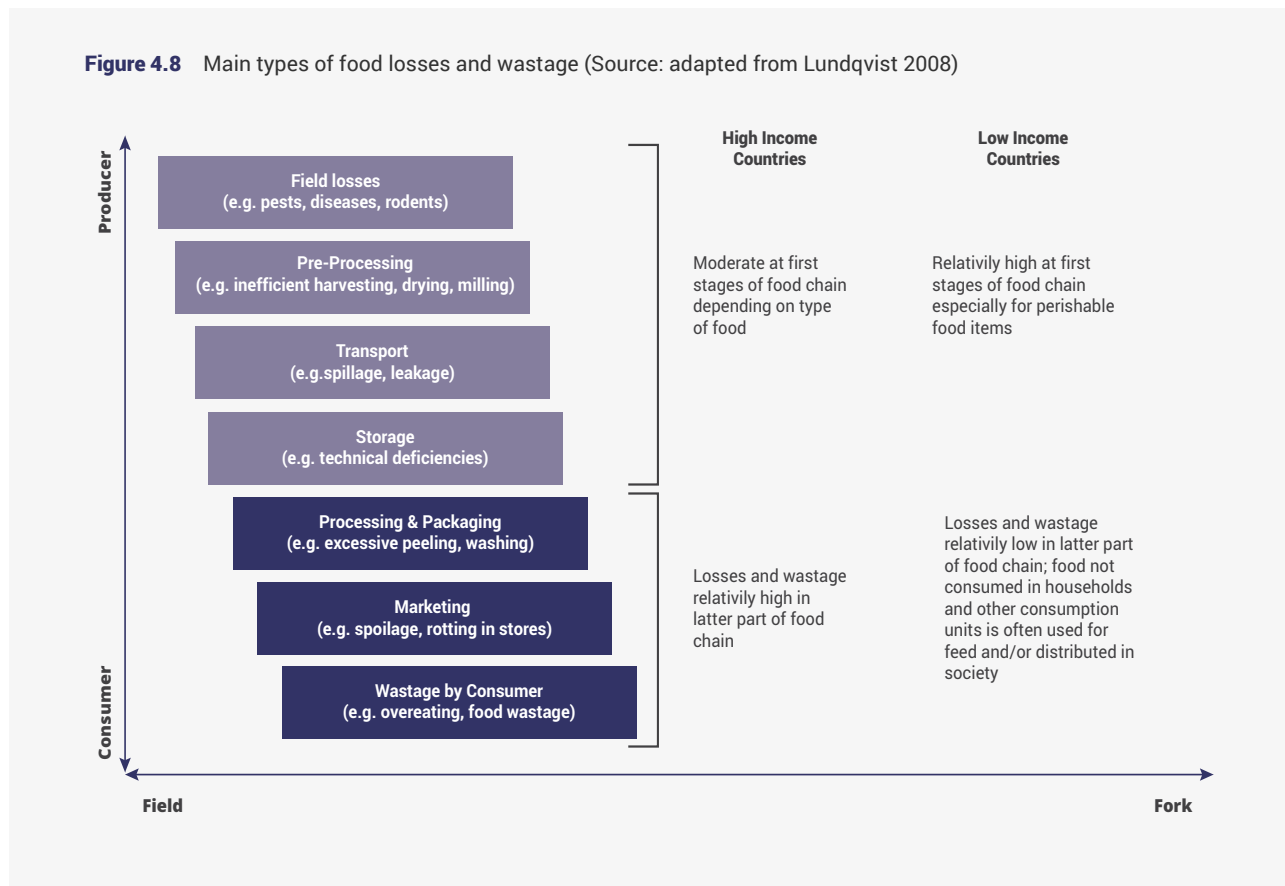 Figure 4.8 Main types of food losses and wastage (Source: adapted from Lundqvist 2008)
Producer
Consumer
Field losses
(e.g. pests, diseases, rodents)
Pre-Processing
(e.g. inefficient harvesting, drying, milling)
Transport
(e.g.spillage, leakage)
Storage
(e.g. technical deficiencies)
Processing & Packaging
(e.g. excessive peeling, washing)
Marketing
(e.g. spoilage, rotting in stores)
Wastage by Consumer
(e.g. overeating, food wastage)
High Income
Countries
Moderate at first
stages of food chain
depending on type
of food
Losses and wastage
relativily high in
latter part of food
chain
Low Income
Countries
Relativily high at first
stages of food chain
especially for perishable
food items
Losses and wastage
relativily low in latter part
of food chain; food not
consumed in households
and other consumption
units is often used for
feed and/or distributed in
society
Field
Fork